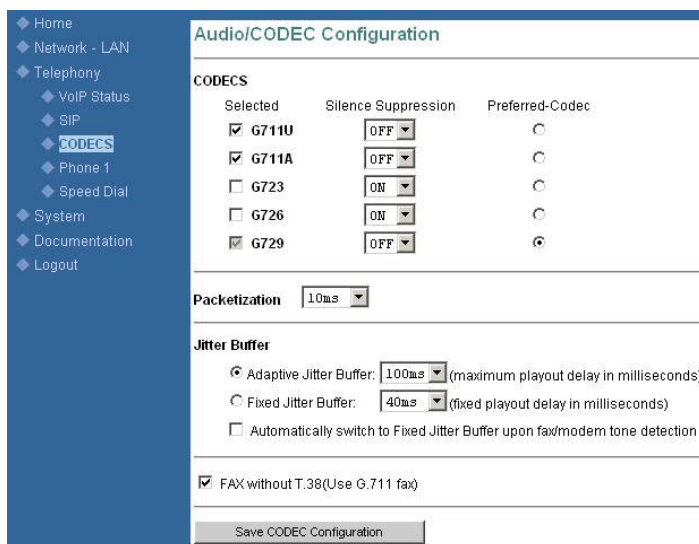 Home
Network - LAN
Telephony
VoIP Status
SIP
CODECS
Phone 1
Speed Dial
System
Documentation
Logout
Audio/CODEC Configuration
CODECS
Selected Silence Suppression Preferred-Codec
G711U OFF
G711A OFF
G723 ON
G726 ON
G729 OFF
Packetization 10ms
Jitter Buffer
Adaptive Jitter Buffer: 100ms (maximum playout delay in milliseconds)
Fixed Jitter Buffer: 40ms (fixed playout delay in milliseconds)
Automatically switch to Fixed Jitter Buffer upon fax/modem tone detection
FAX without T.38(Use G.711 fax)
Save CODEC Configuration